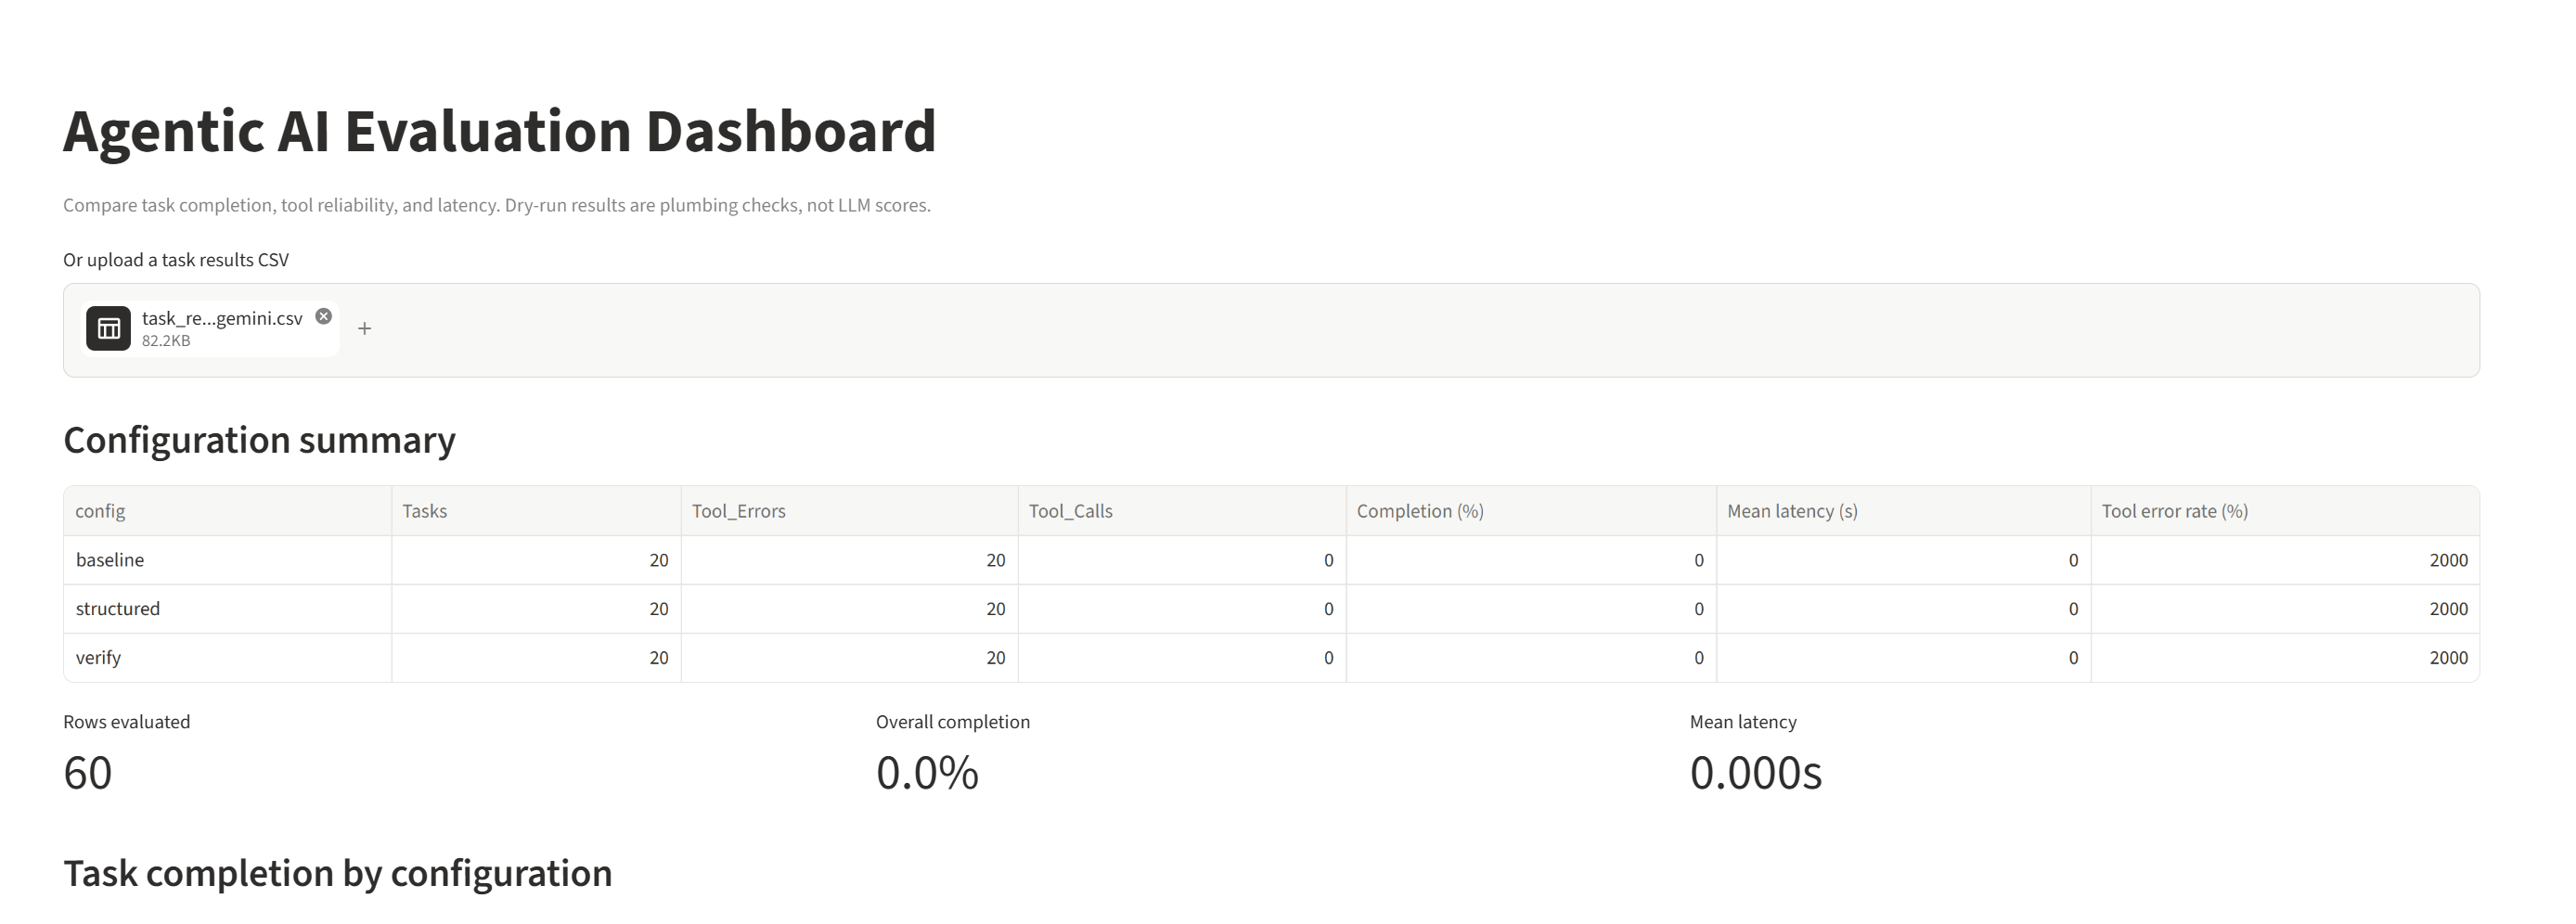 Agentic AI Evaluation Dashboard
Compare task completion, tool reliability, and latency. Dry-run results are plumbing checks, not LLM scores.
Or upload a task results CSV
task_re...gemini.csv
82.2KB
Configuration summary
config Tasks Tool_Errors Tool_Calls Completion (%) Mean latency (s) Tool error rate (%)
baseline 20 20 0 0 0 2000
structured 20 20 0 0 0 2000
verify 20 20 0 0 0 2000
Rows evaluated Overall completion Mean latency
60 0.0% 0.000s
Task completion by configuration